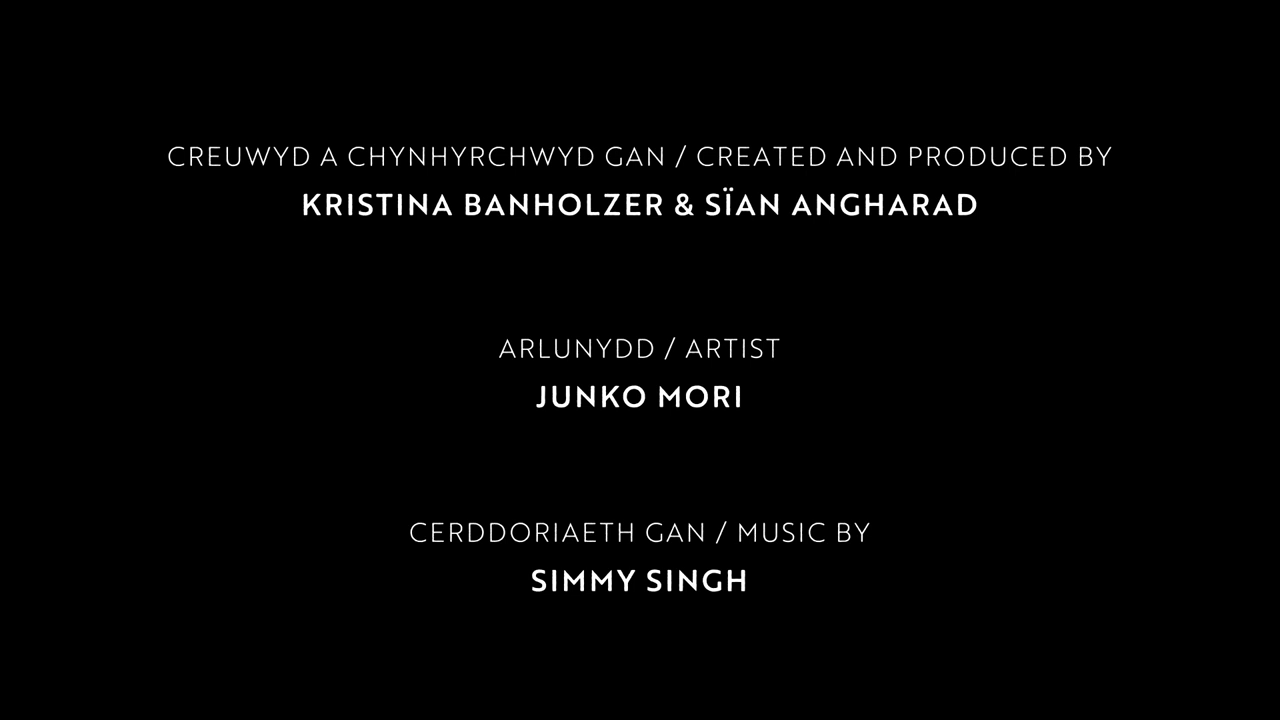 CREUWYD A CHYNHYRCHWYD GAN / CREATED AND PRODUCED BY
KRISTINA BANHOLZER & SÏAN ANGHARAD
ARLUNYDD / ARTIST
JUNKO MORI
CERDDORIAETH GAN / MUSIC BY
SIMMY SINGH